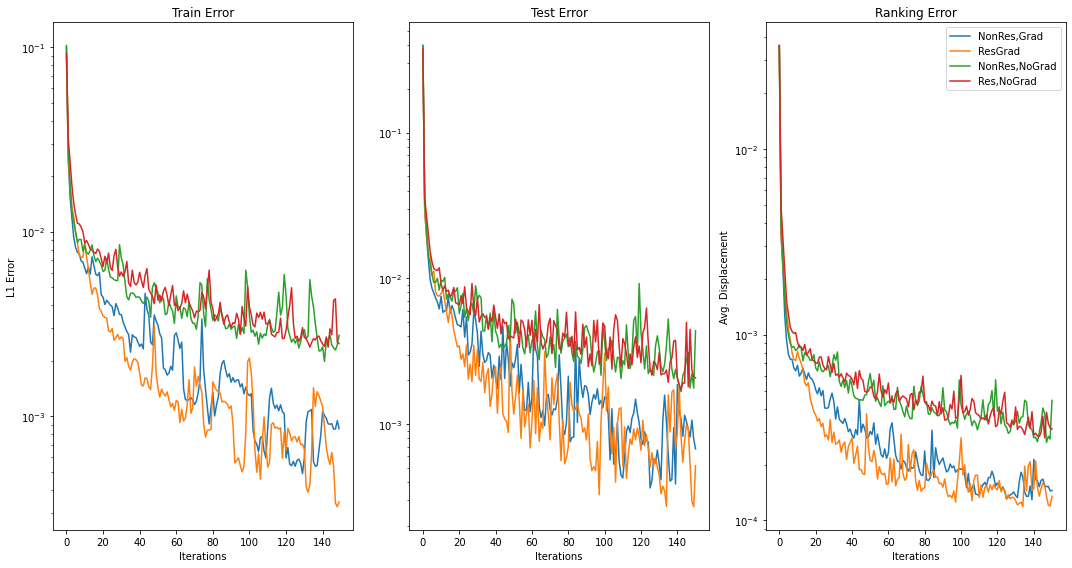 Train Error
Test Error
Ranking Error
NonRes,Grad
ResGrad
NonRes,NoGrad
Res,NoGrad
L1 Error
10⁻¹
10⁻²
10⁻³
0 20 40 60 80 100 120 140
Iterations
10⁻¹
10⁻²
10⁻³
0 20 40 60 80 100 120 140
Iterations
Avg. Displacement
10⁻²
10⁻³
10⁻⁴
0 20 40 60 80 100 120 140
Iterations